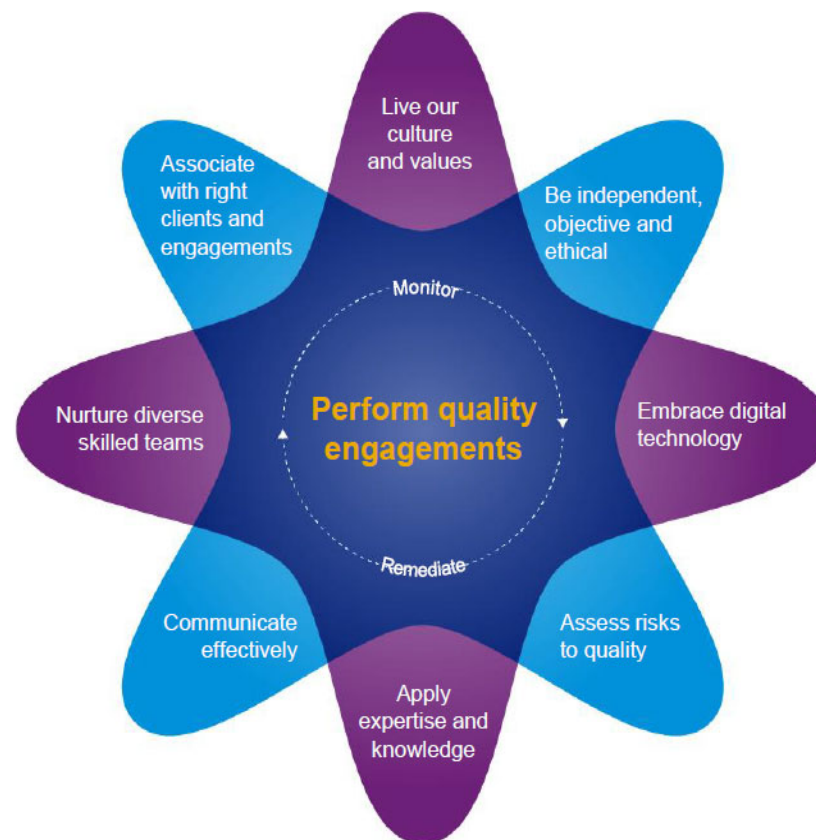 Live our
culture
and values
Be independent,
objective and
ethical
Embrace digital
technology
Assess risks
to quality
Apply
expertise and
knowledge
Communicate
effectively
Nurture diverse
skilled teams
Associate
with right
clients and
engagements
Monitor
Perform quality
engagements
Remediate